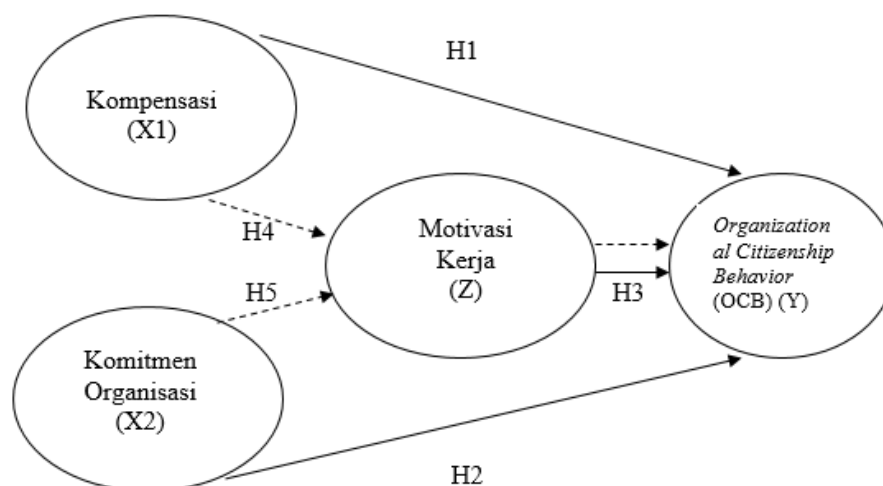 H1
Kompensasi
(X1)
H4
Motivasi
Kerja
(Z)
Organization
al Citizenship
Behavior
(OCB) (Y)
H3
H5
Komitmen
Organisasi
(X2)
H2